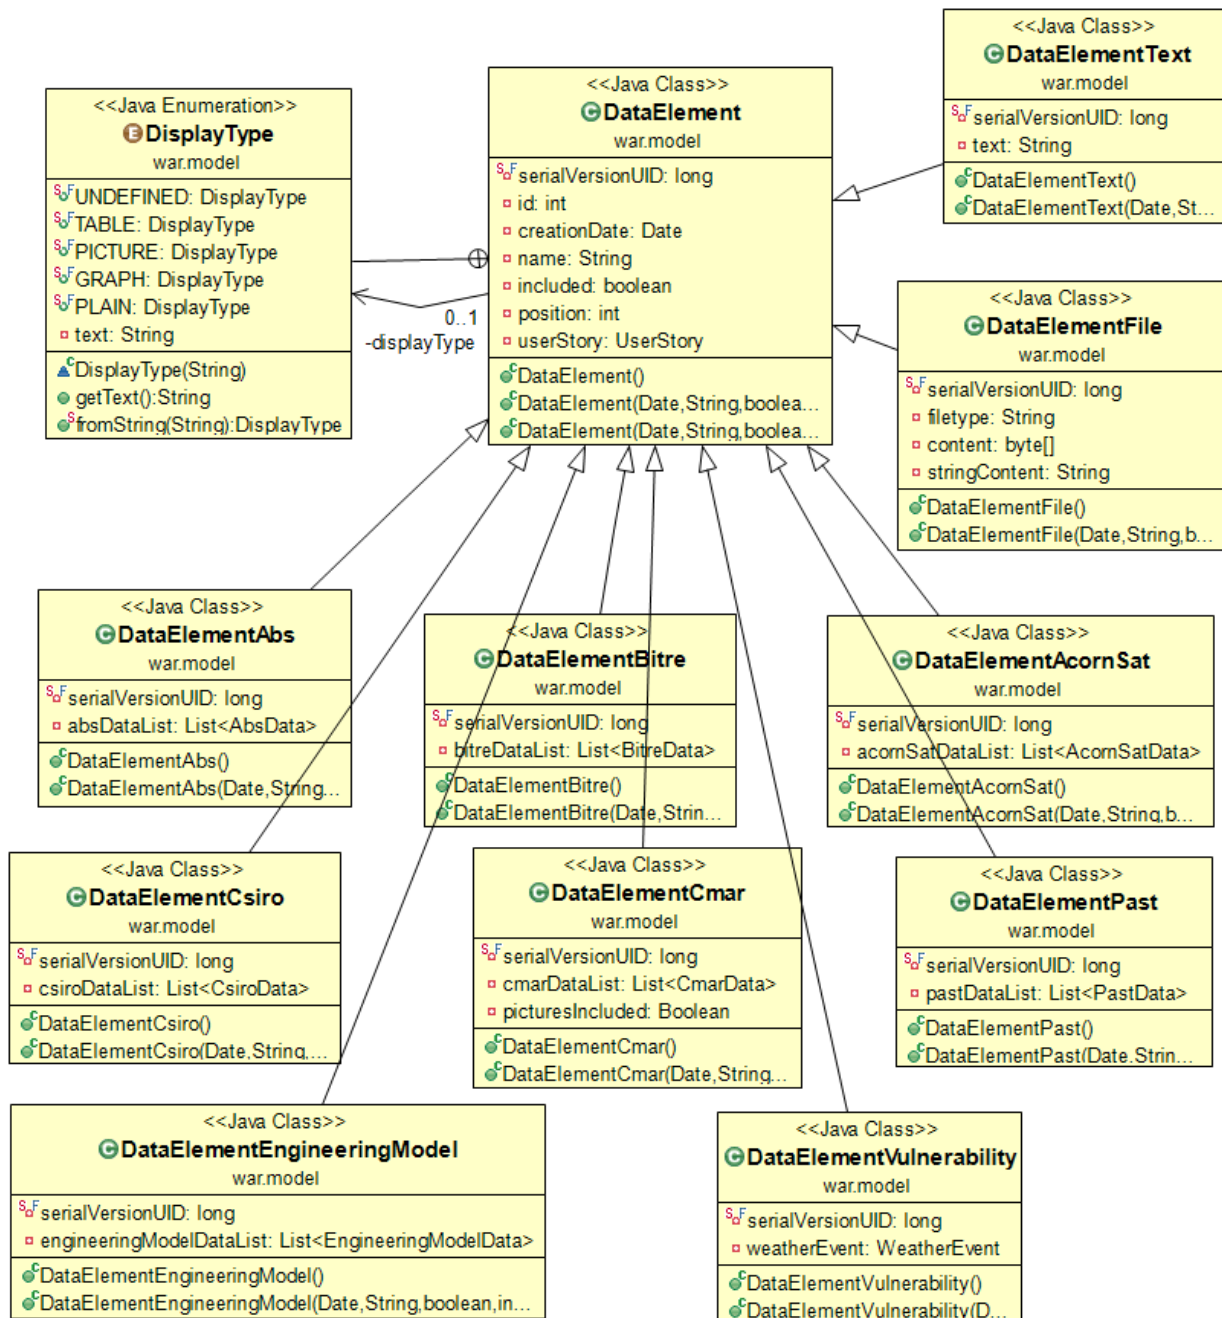 <<Java Class>>
DataElementText
war.model
serialVersionUID: long
text: String
DataElementText()
DataElementText(Date,St...
<<Java Enumeration>>
DisplayType
war.model
UNDEFINED: DisplayType
TABLE: DisplayType
PICTURE: DisplayType
GRAPH: DisplayType
PLAIN: DisplayType
text: String
DisplayType(String)
getText():String
fromString(String):DisplayType
0..1
-displayType
<<Java Class>>
DataElement
war.model
serialVersionUID: long
id: int
creationDate: Date
name: String
included: boolean
position: int
userStory: UserStory
DataElement()
DataElement(Date,String,boolea...
DataElement(Date,String,boolea...
<<Java Class>>
DataElementFile
war.model
serialVersionUID: long
filetype: String
content: byte[]
stringContent: String
DataElementFile()
DataElementFile(Date,String,b...
<<Java Class>>
DataElementAbs
war.model
serialVersionUID: long
absDataList: List<AbsData>
DataElementAbs()
DataElementAbs(Date,String...
<<Java Class>>
DataElementBitre
war.model
serialVersionUID: long
bitreDataList: List<BitreData>
DataElementBitre()
DataElementBitre(Date,Strin...
<<Java Class>>
DataElementAcornSat
war.model
serialVersionUID: long
acornSatDataList: List<AcornSatData>
DataElementAcornSat()
DataElementAcornSat(Date,String,b...
<<Java Class>>
DataElementCsiro
war.model
serialVersionUID: long
csiroDataList: List<CsiroData>
DataElementCsiro()
DataElementCsiro(Date,String,...
<<Java Class>>
DataElementCmar
war.model
serialVersionUID: long
cmarDataList: List<CmarData>
picturesIncluded: Boolean
DataElementCmar()
DataElementCmar(Date,String...
<<Java Class>>
DataElementPast
war.model
serialVersionUID: long
pastDataList: List<PastData>
DataElementPast()
DataElementPast(Date,Strin...
<<Java Class>>
DataElementEngineeringModel
war.model
serialVersionUID: long
engineeringModelDataList: List<EngineeringModelData>
DataElementEngineeringModel()
DataElementEngineeringModel(Date,String,boolean,in...
<<Java Class>>
DataElementVulnerability
war.model
serialVersionUID: long
weatherEvent: WeatherEvent
DataElementVulnerability()
DataElementVulnerability(D...